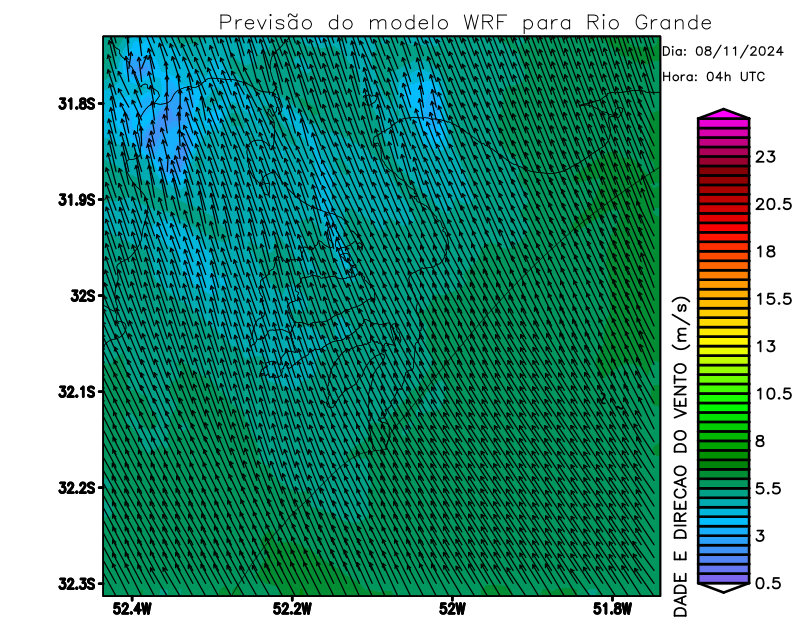 Previsão do modelo WRF para Rio Grande
Dia: 08/11/2024
Hora: 04h UTC
31.8S
31.9S
32S
32.1S
32.2S
32.3S
52.4W
52.2W
52W
51.8W
23
20.5
18
15.5
13
10.5
8
5.5
3
0.5
DADE E DIRECAO DO VENTO (m/s)